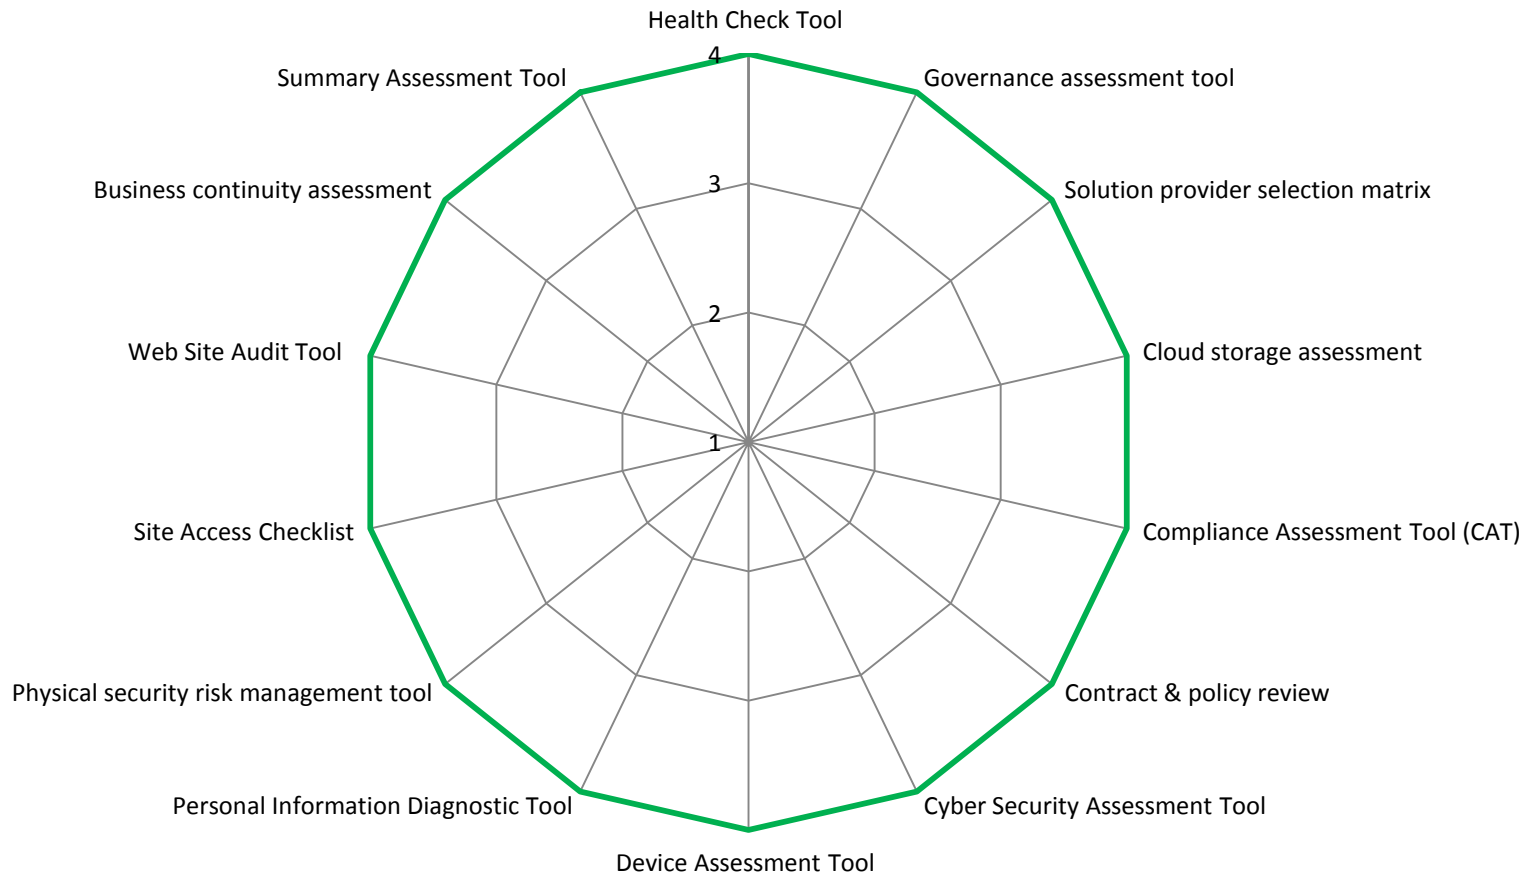 Health Check Tool
4
Summary Assessment Tool
Governance assessment tool
3
Business continuity assessment
Solution provider selection matrix
2
Web Site Audit Tool
Cloud storage assessment
1
Site Access Checklist
Compliance Assessment Tool (CAT)
Physical security risk management tool
Contract & policy review
Personal Information Diagnostic Tool
Cyber Security Assessment Tool
Device Assessment Tool